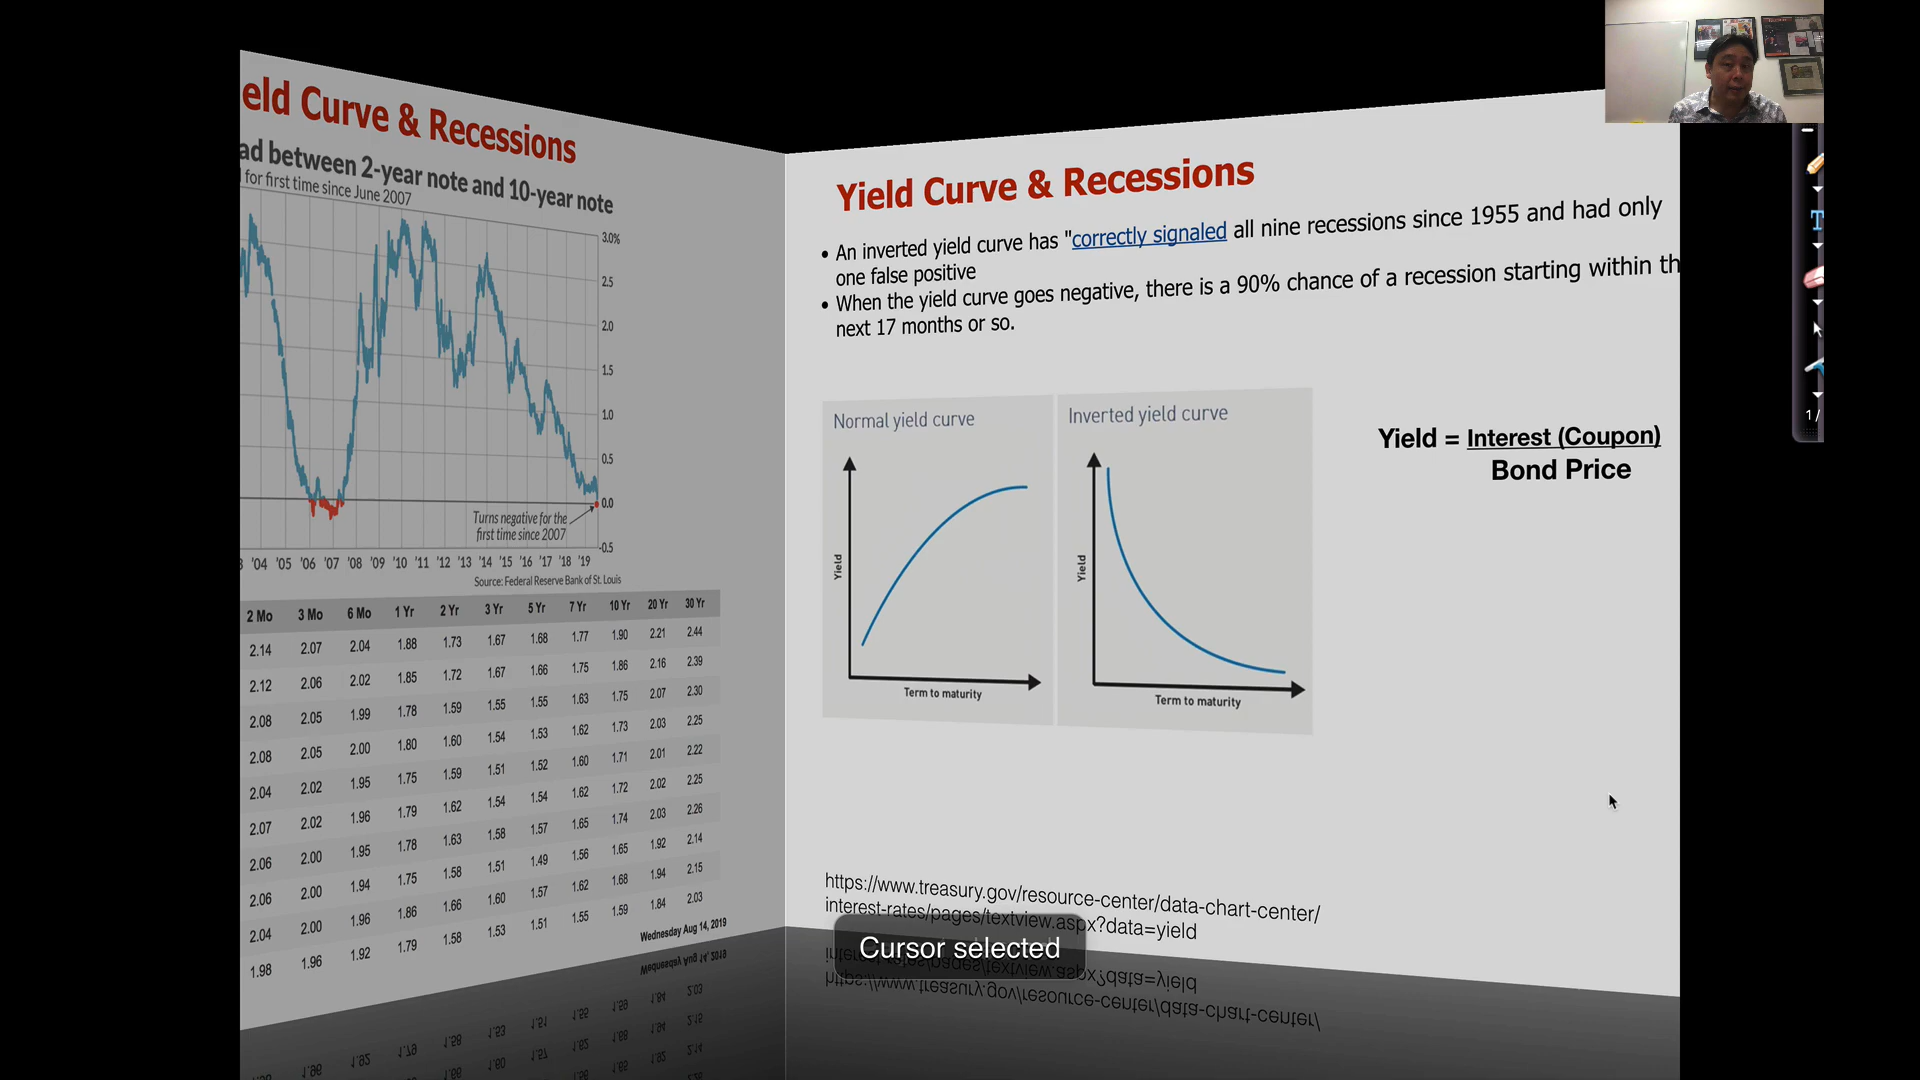 eld Curve & Recessions
ad between 2-year note and 10-year note
for first time since June 2007
3.0%
2.5
2.0
1.5
1.0
0.5
0.0
-0.5
Turns negative for the
first time since 2007
'04 '05 '06 '07 '08 '09 '10 '11 '12 '13 '14 '15 '16 '17 '18 '19
Source: Federal Reserve Bank of St. Louis
2 Mo 3 Mo 6 Mo 1 Yr 2 Yr 3 Yr 5 Yr 7 Yr 10 Yr 20 Yr 30 Yr
2.14 2.07 2.04 1.88 1.73 1.67 1.68 1.77 1.90 2.21 2.44
2.12 2.06 2.02 1.85 1.72 1.67 1.66 1.75 1.86 2.16 2.39
2.08 2.05 1.99 1.78 1.59 1.55 1.55 1.63 1.75 2.07 2.30
2.08 2.05 2.00 1.80 1.60 1.54 1.53 1.62 1.73 2.03 2.25
2.04 2.02 1.95 1.75 1.59 1.51 1.52 1.60 1.71 2.01 2.22
2.07 2.02 1.96 1.79 1.62 1.54 1.54 1.62 1.72 2.02 2.25
2.06 2.00 1.95 1.78 1.63 1.58 1.57 1.65 1.74 2.03 2.26
2.06 2.00 1.94 1.75 1.58 1.51 1.49 1.56 1.65 1.92 2.14
2.04 2.00 1.96 1.86 1.66 1.60 1.57 1.62 1.68 1.94 2.15
1.98 1.96 1.92 1.79 1.58 1.53 1.51 1.55 1.59 1.84 2.03
Wednesday Aug 14, 2019
Yield Curve & Recessions
• An inverted yield curve has "correctly signaled all nine recessions since 1955 and had only
one false positive
• When the yield curve goes negative, there is a 90% chance of a recession starting within th
next 17 months or so.
Normal yield curve
Yield
Term to maturity
Inverted yield curve
Yield
Term to maturity
Yield = Interest (Coupon)
Bond Price
https://www.treasury.gov/resource-center/data-chart-center/
interest-rates/pages/textview.aspx?data=yield
Cursor selected
T
1/